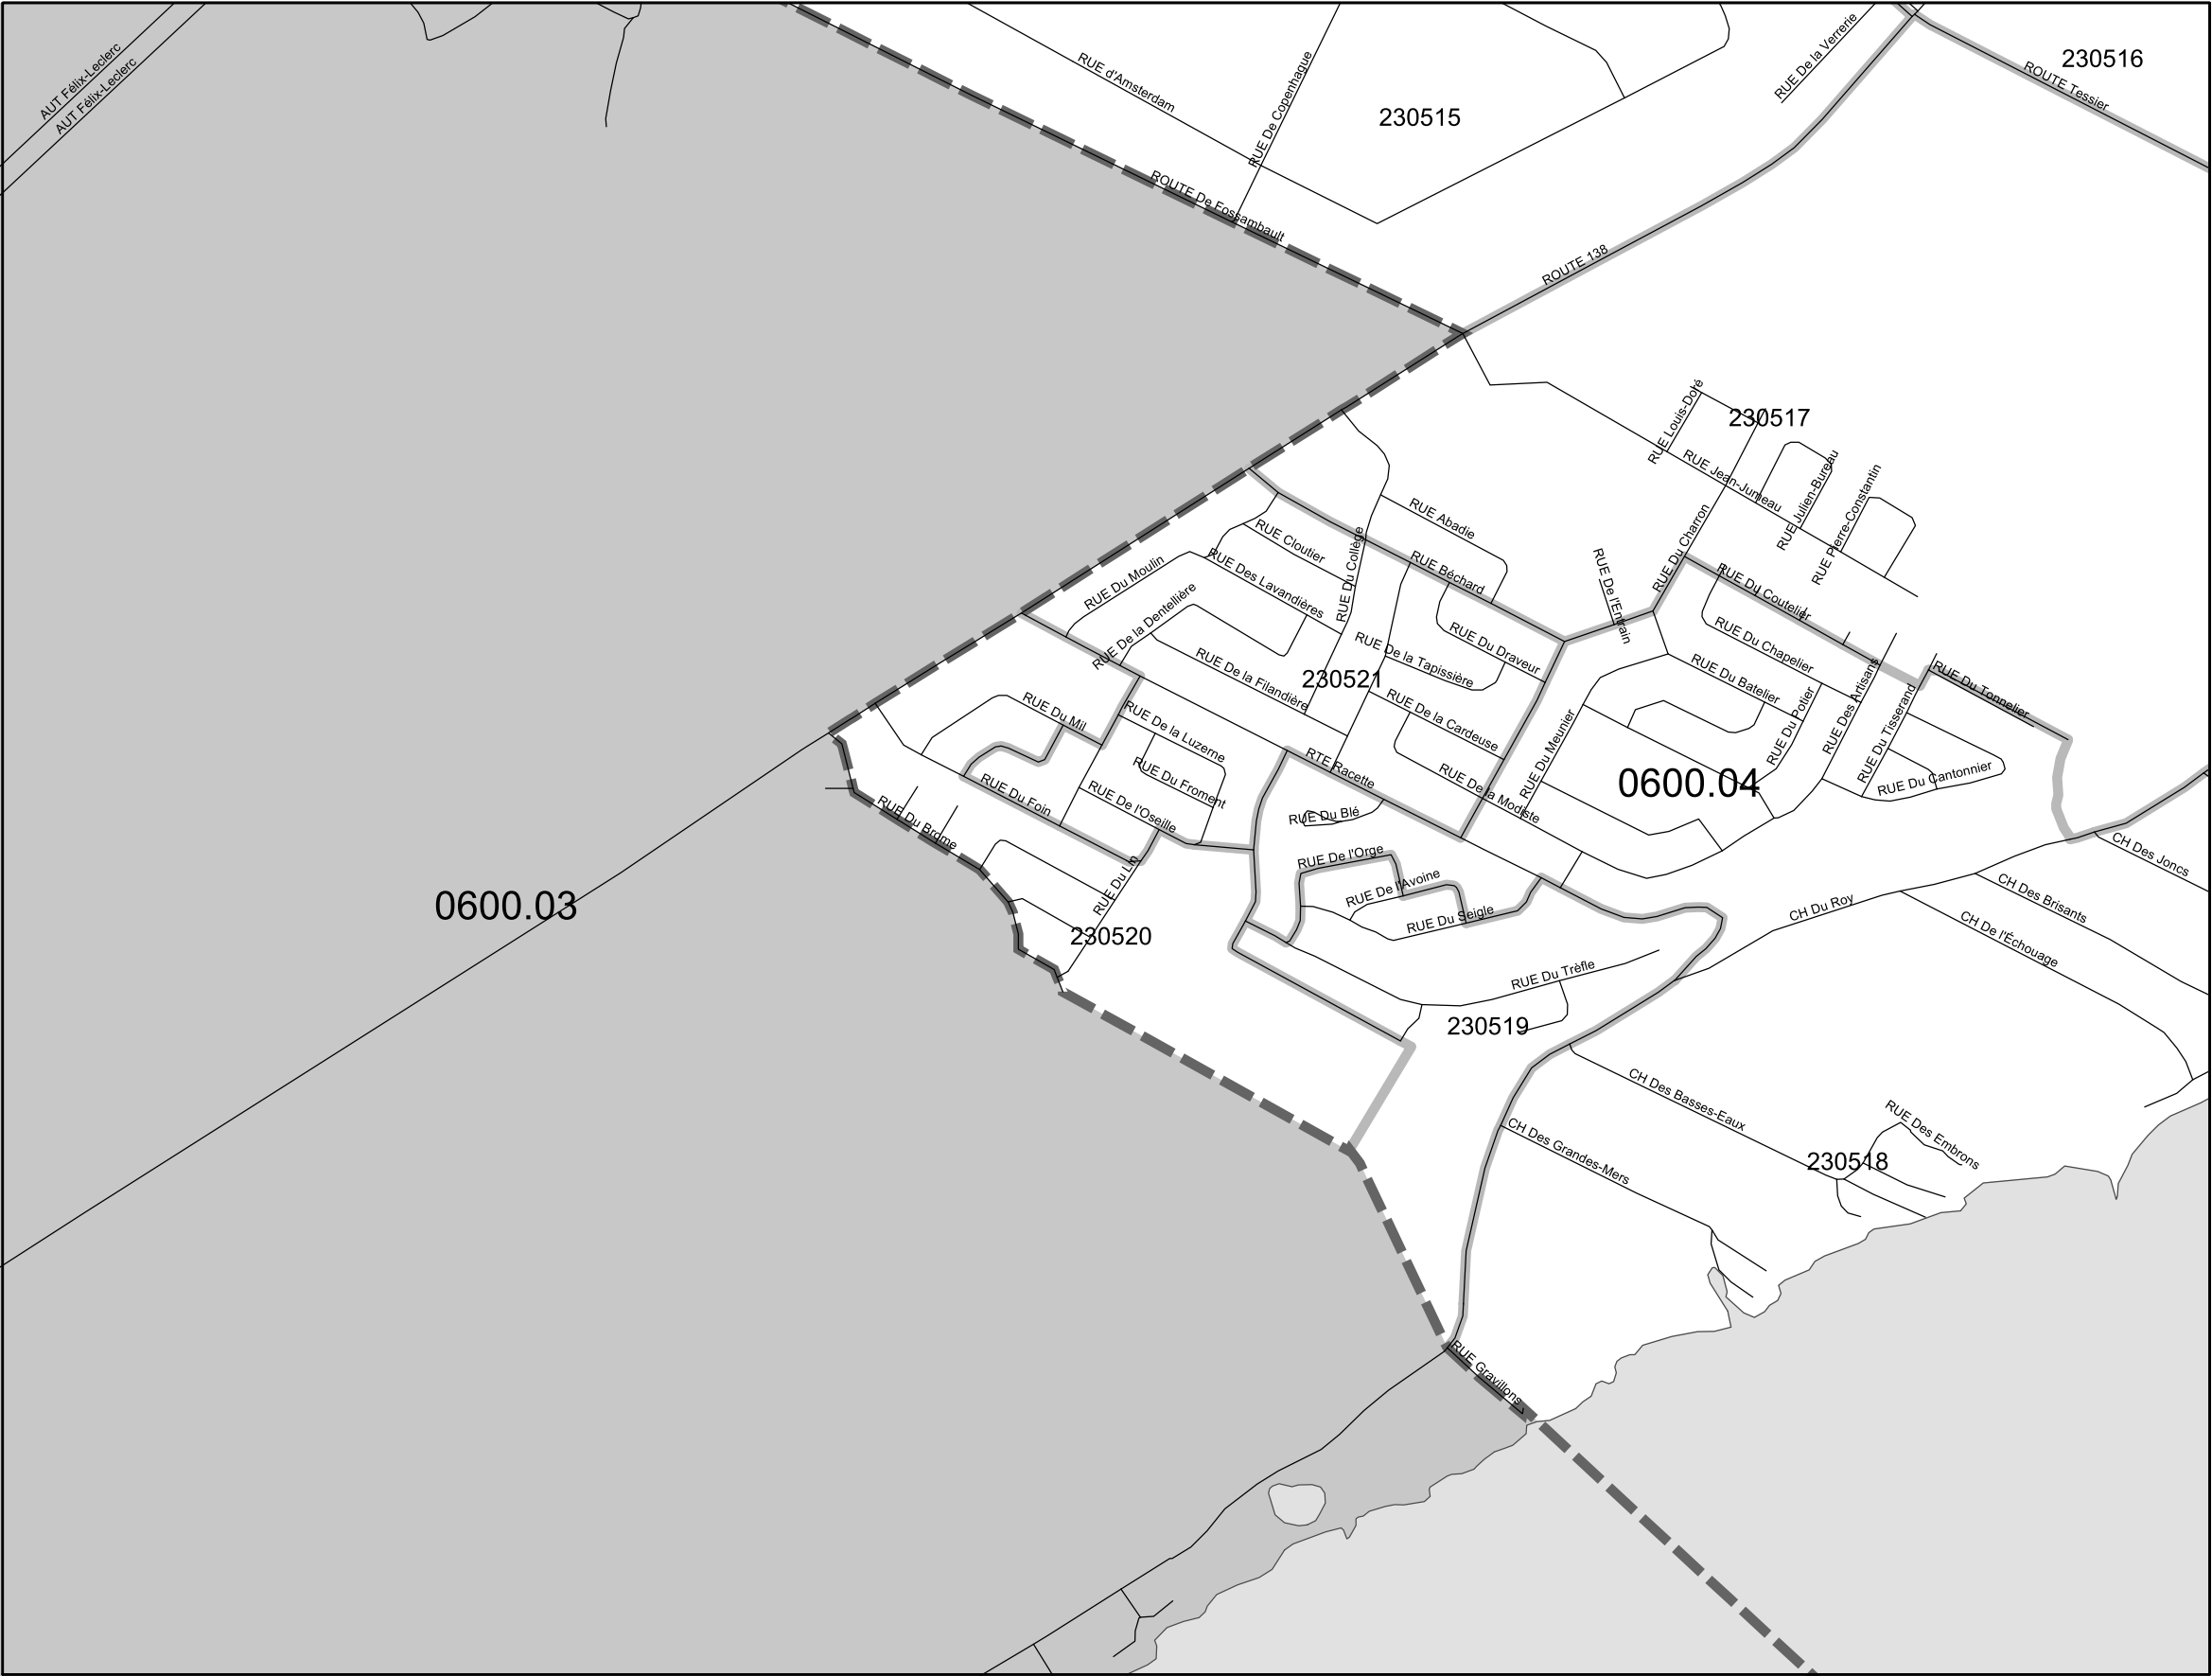 AUT Félix-Leclerc
AUT Félix-Leclerc
RUE d'Amsterdam
RUE De Copenhague
230515
RUE De la Verrerie
230516
ROUTE Tessier
ROUTE De Fossambault
ROUTE 138
RUE Louis-Doré
230517
RUE Jean-Jumeau
RUE Julien-Bureau
RUE Pierre-Constantin
RUE Abadie
RUE Cloutier
RUE Du Collège
RUE Béchard
RUE De l'Entrain
RUE Du Charron
RUE Du Coutelier
RUE Du Moulin
RUE Des Lavandières
RUE De la Dentellière
RUE De la Tapissière
RUE Du Draveur
RUE Du Chapelier
RUE De la Filandière
230521
RUE De la Cardeuse
RUE Du Batelier
RUE Du Potier
RUE Des Artisans
RUE Du Tisserand
RUE Du Tonnelier
RUE Du Mil
RUE De la Luzerne
RUE Du Froment
RTE Racette
RUE De la Modiste
RUE Du Meunier
0600.04
RUE Du Cantonnier
RUE Du Foin
RUE De l'Oseille
RUE Du Blé
RUE Du Brome
RUE Du Lin
RUE De l'Orge
RUE De l'Avoine
RUE Du Seigle
CH Du Roy
CH Des Joncs
CH Des Brisants
CH De l'Échouage
0600.03
230520
RUE Du Trèfle
230519
CH Des Basses-Eaux
CH Des Grandes-Mers
RUE Des Embrons
230518
RUE Gravillons